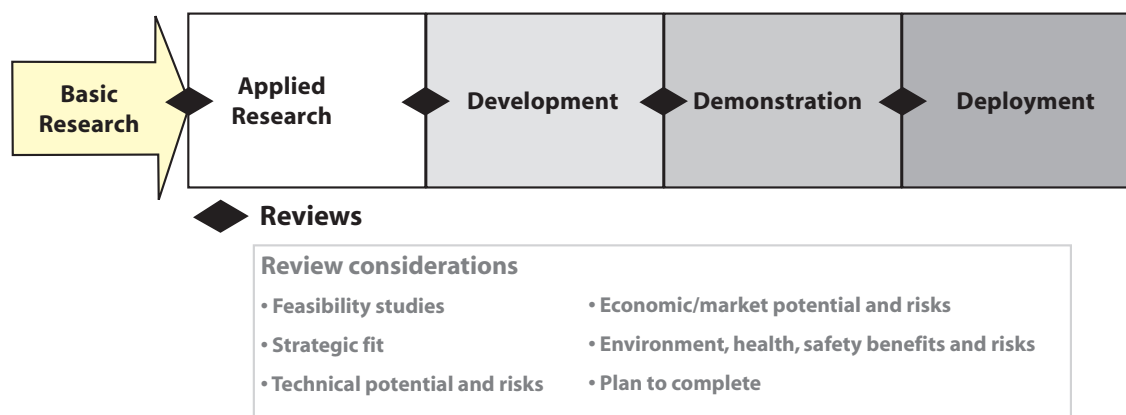 Basic
Research
Applied
Research
Development
Demonstration
Deployment
Reviews
Review considerations
• Feasibility studies
• Strategic fit
• Technical potential and risks
• Economic/market potential and risks
• Environment, health, safety benefits and risks
• Plan to complete